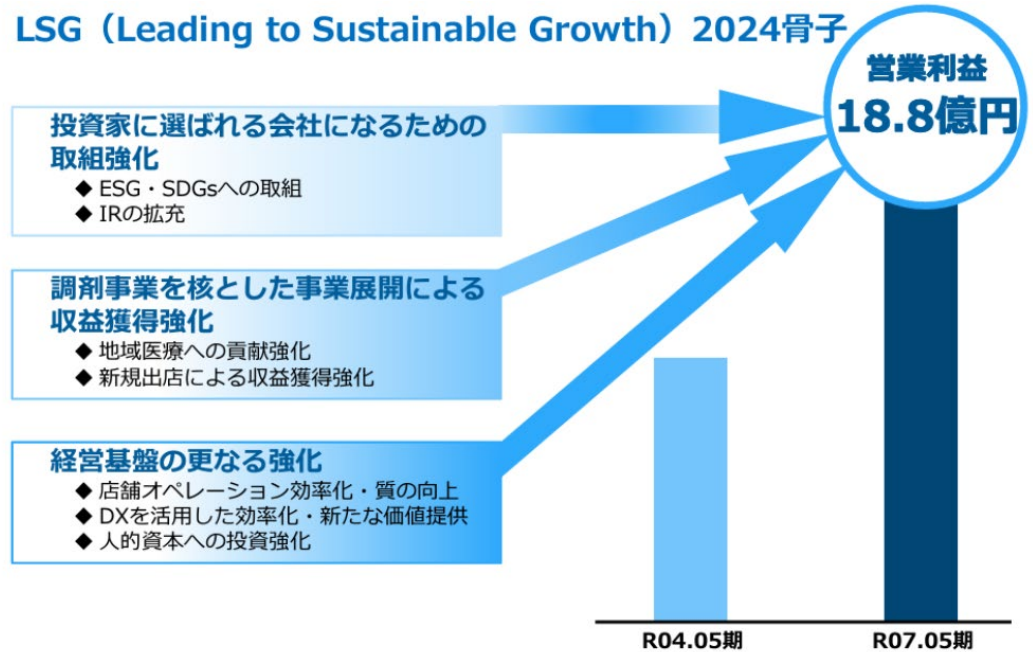 LSG（Leading to Sustainable Growth）2024骨子
営業利益
18.8億円
投資家に選ばれる会社になるための
取組強化
◆ ESG・SDGsへの取組
◆ IRの拡充
調剤事業を核とした事業展開による
収益獲得強化
◆ 地域医療への貢献強化
◆ 新規出店による収益獲得強化
経営基盤の更なる強化
◆ 店舗オペレーション効率化・質の向上
◆ DXを活用した効率化・新たな価値提供
◆ 人的資本への投資強化
R04.05期
R07.05期